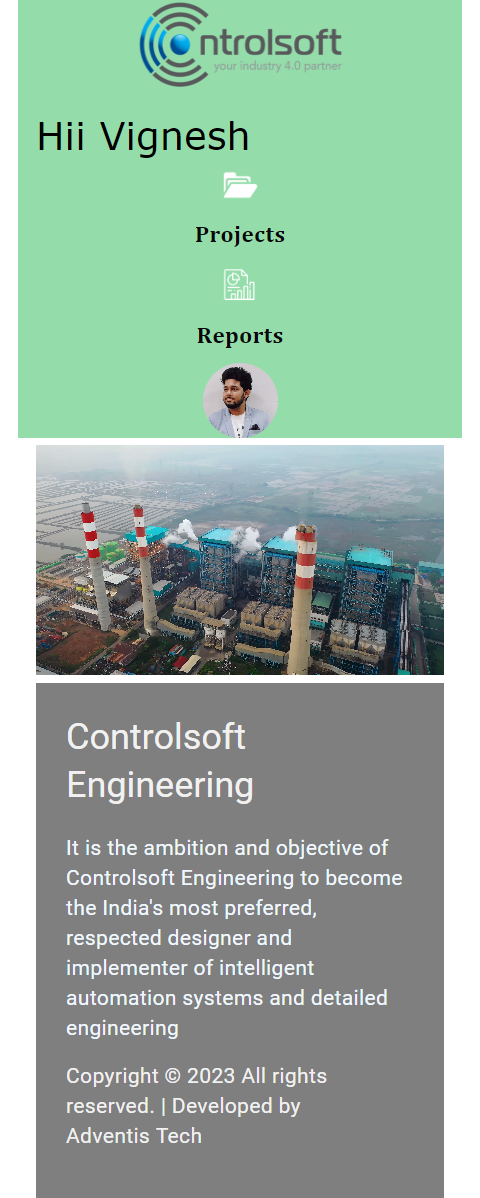 ntrolsoft
your industry 4.0 partner
Hii Vignesh
Projects
Reports
Controlsoft
Engineering
It is the ambition and objective of
Controlsoft Engineering to become
the India's most preferred,
respected designer and
implementer of intelligent
automation systems and detailed
engineering
Copyright © 2023 All rights
reserved. | Developed by
Adventis Tech